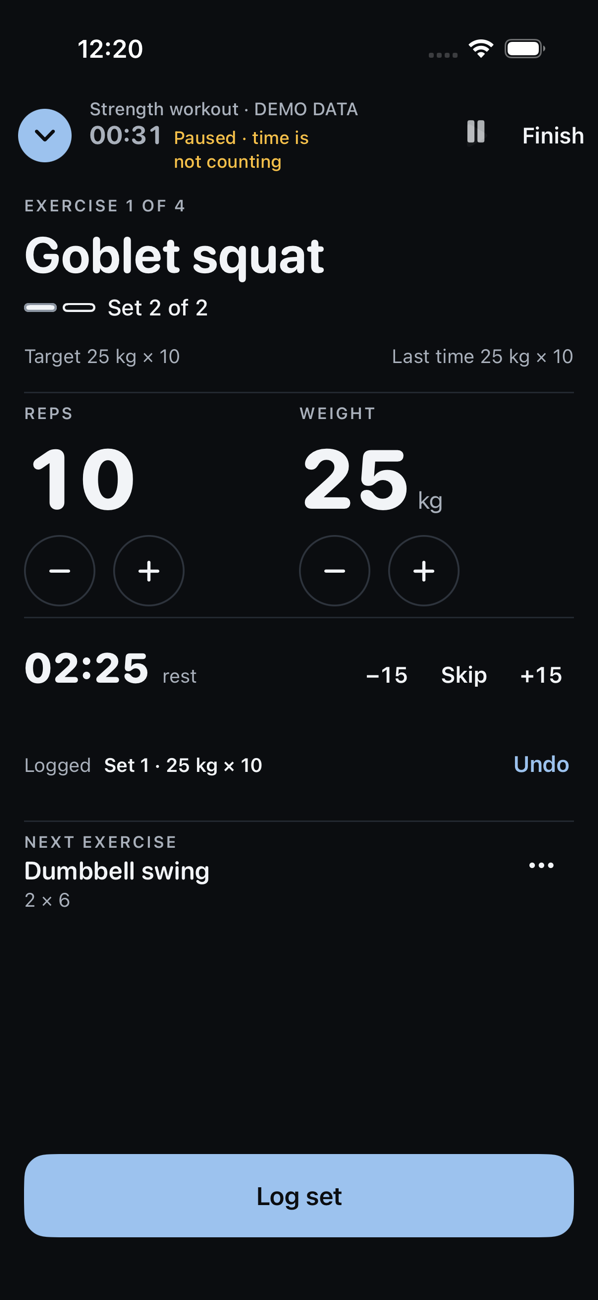 12:20
Strength workout · DEMO DATA
00:31 Paused · time is
not counting
Finish
EXERCISE 1 OF 4
Goblet squat
Set 2 of 2
Target 25 kg × 10 Last time 25 kg × 10
REPS WEIGHT
10 25 kg
− + − +
02:25 rest −15 Skip +15
Logged Set 1 · 25 kg × 10 Undo
NEXT EXERCISE
Dumbbell swing
2 × 6
Log set